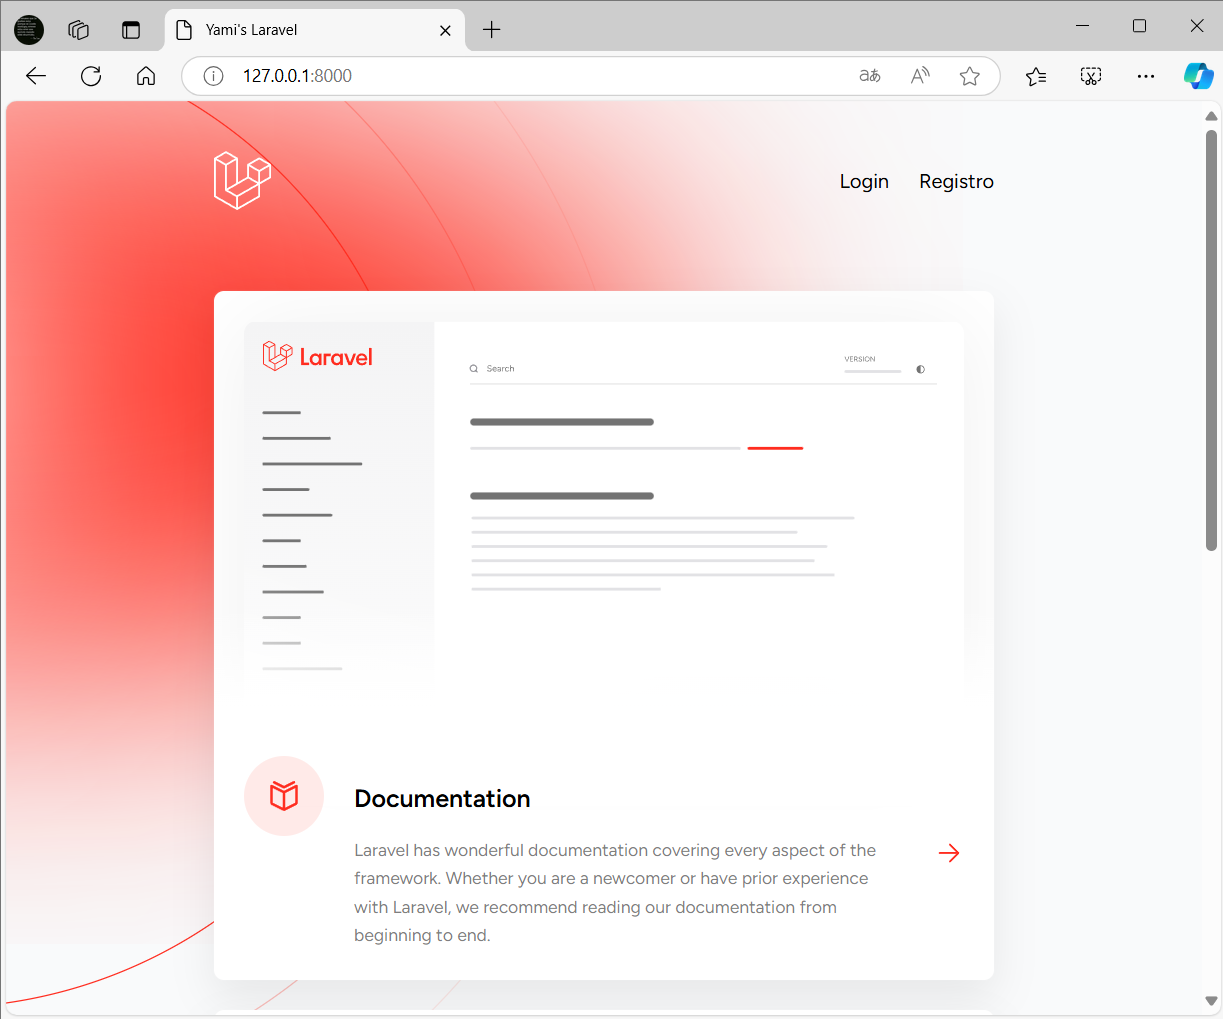 Yami's Laravel
127.0.0.1:8000
aあ
A
Login
Registro
Laravel
Search
VERSION
Documentation
Laravel has wonderful documentation covering every aspect of the
framework. Whether you are a newcomer or have prior experience
with Laravel, we recommend reading our documentation from
beginning to end.